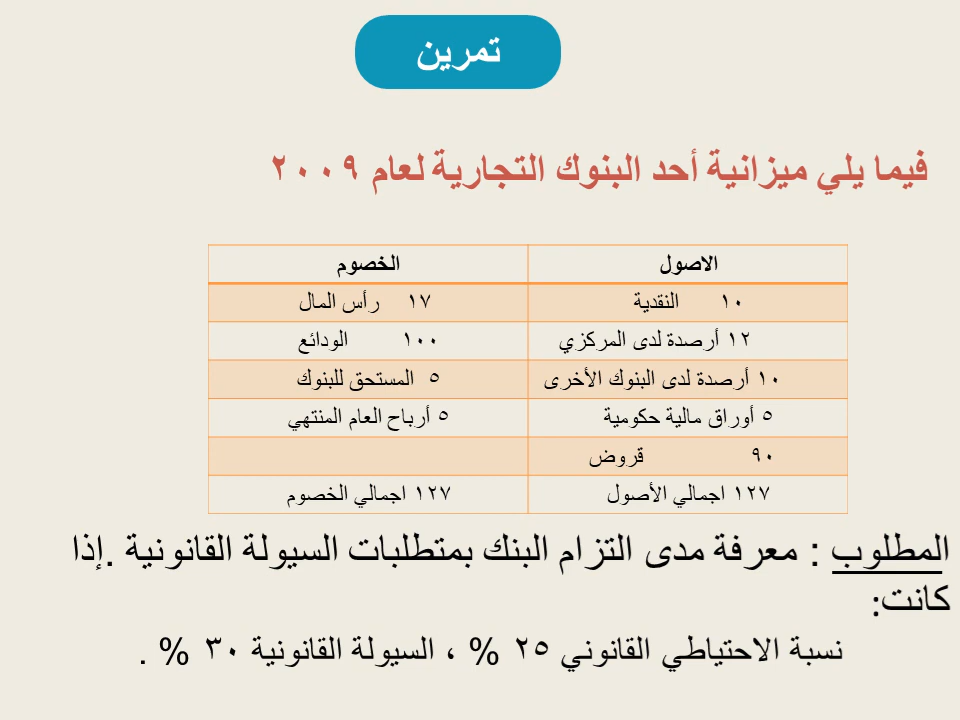 تمرين
فيما يلي ميزانية أحد البنوك التجارية لعام ٢٠٠٩
الاصول الخصوم
١٠ النقدية ١٧ رأس المال
١٢ أرصدة لدى المركزي ١٠٠ الودائع
١٠ أرصدة لدى البنوك الأخرى ٥ المستحق للبنوك
٥ أوراق مالية حكومية ٥ أرباح العام المنتهي
٩٠ قروض
١٢٧ اجمالي الأصول ١٢٧ اجمالي الخصوم
المطلوب : معرفة مدى التزام البنك بمتطلبات السيولة القانونية .إذا
كانت:
نسبة الاحتياطي القانوني ٢٥ % ، السيولة القانونية ٣٠ % .